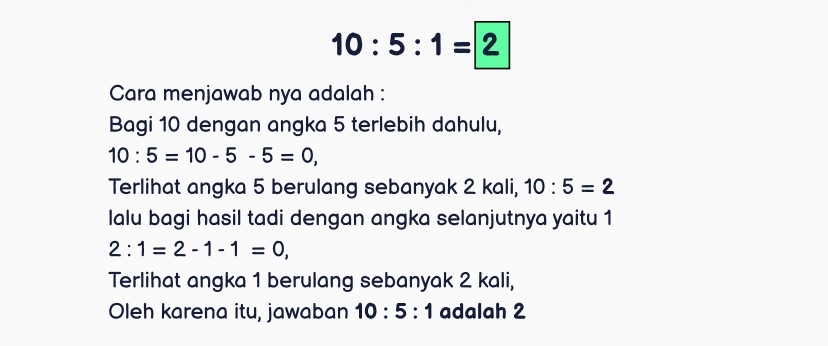 10 : 5 : 1 = 2
Cara menjawab nya adalah :
Bagi 10 dengan angka 5 terlebih dahulu,
10 : 5 = 10 - 5 - 5 = 0,
Terlihat angka 5 berulang sebanyak 2 kali, 10 : 5 = 2
lalu bagi hasil tadi dengan angka selanjutnya yaitu 1
2 : 1 = 2 - 1 - 1 = 0,
Terlihat angka 1 berulang sebanyak 2 kali,
Oleh karena itu, jawaban 10 : 5 : 1 adalah 2